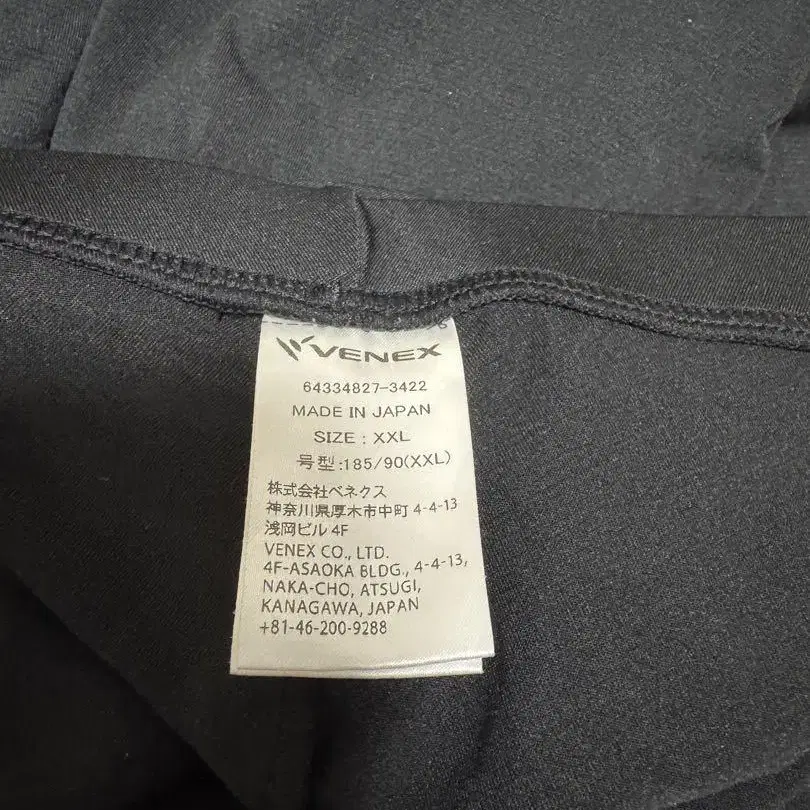 VENEX
64334827-3422
MADE IN JAPAN
SIZE : XXL
号型:185/90(XXL)
株式会社ベネクス
神奈川県厚木市中町 4-4-13
浅岡ビル 4F
VENEX CO., LTD.
4F-ASAOKA BLDG., 4-4-13,
NAKA-CHO, ATSUGI,
KANAGAWA, JAPAN
+81-46-200-9288